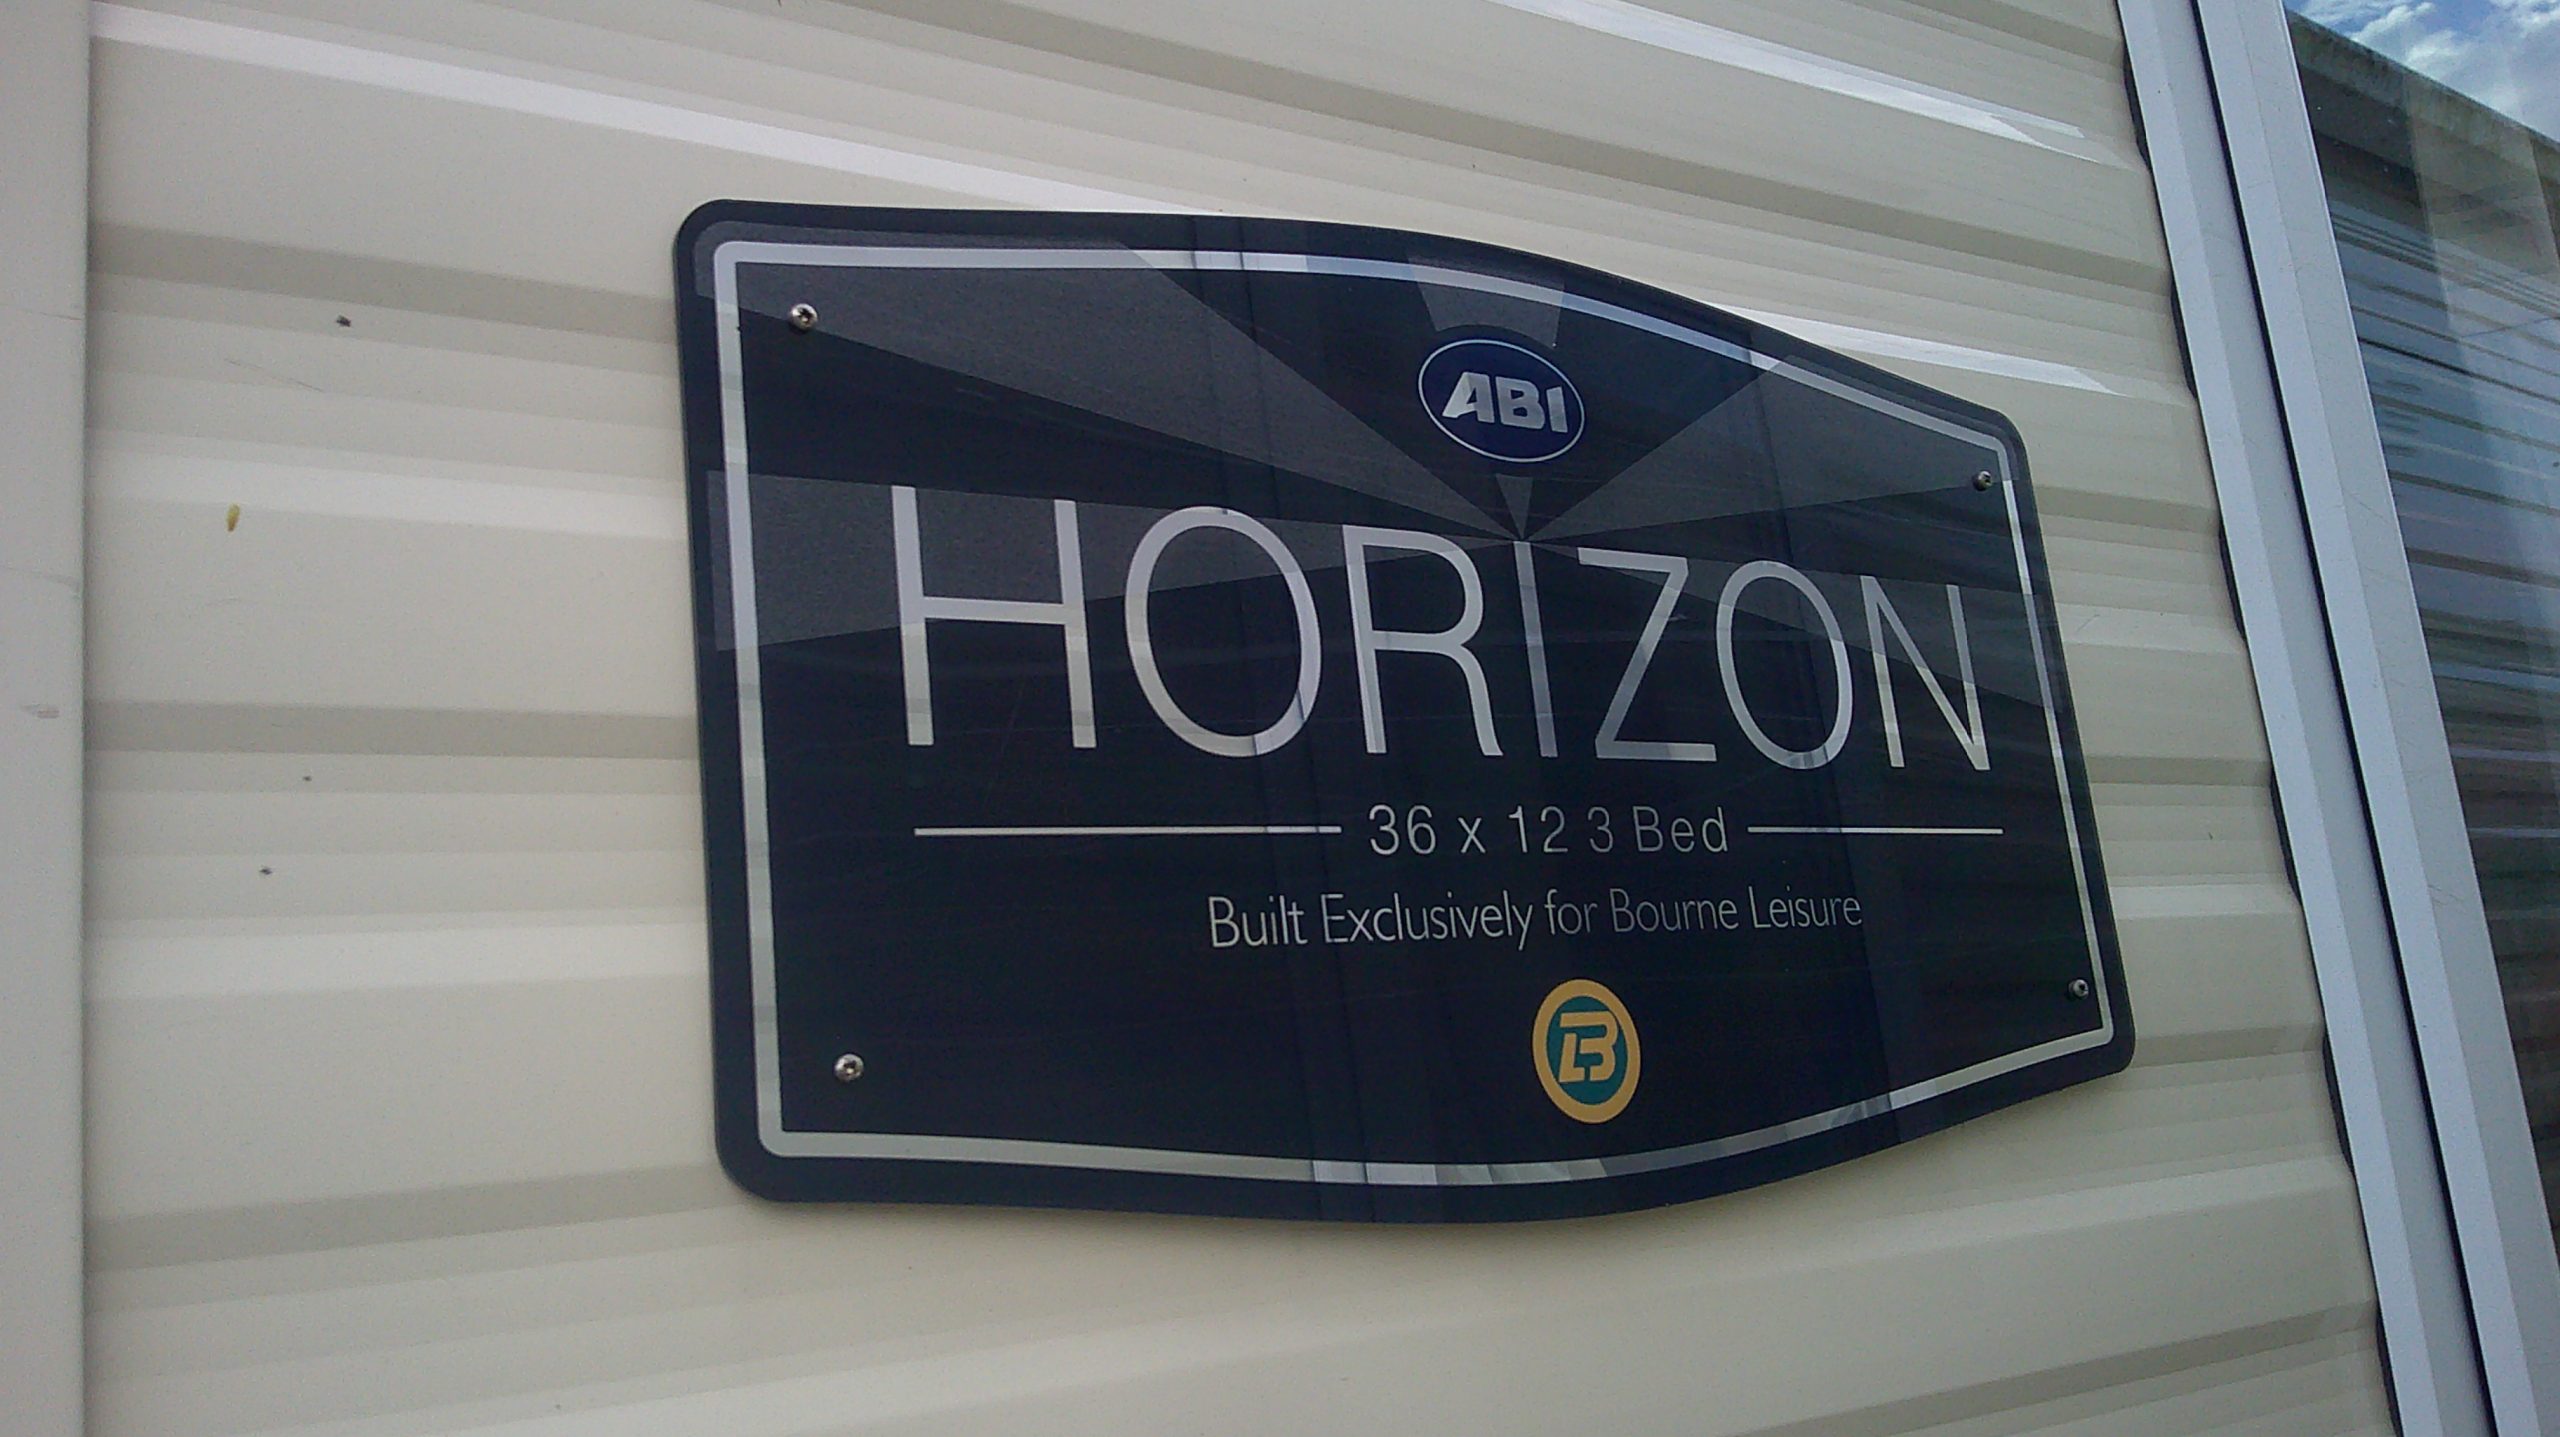 ABI
HORIZON
36 x 12 3 Bed
Built Exclusively for Bourne Leisure